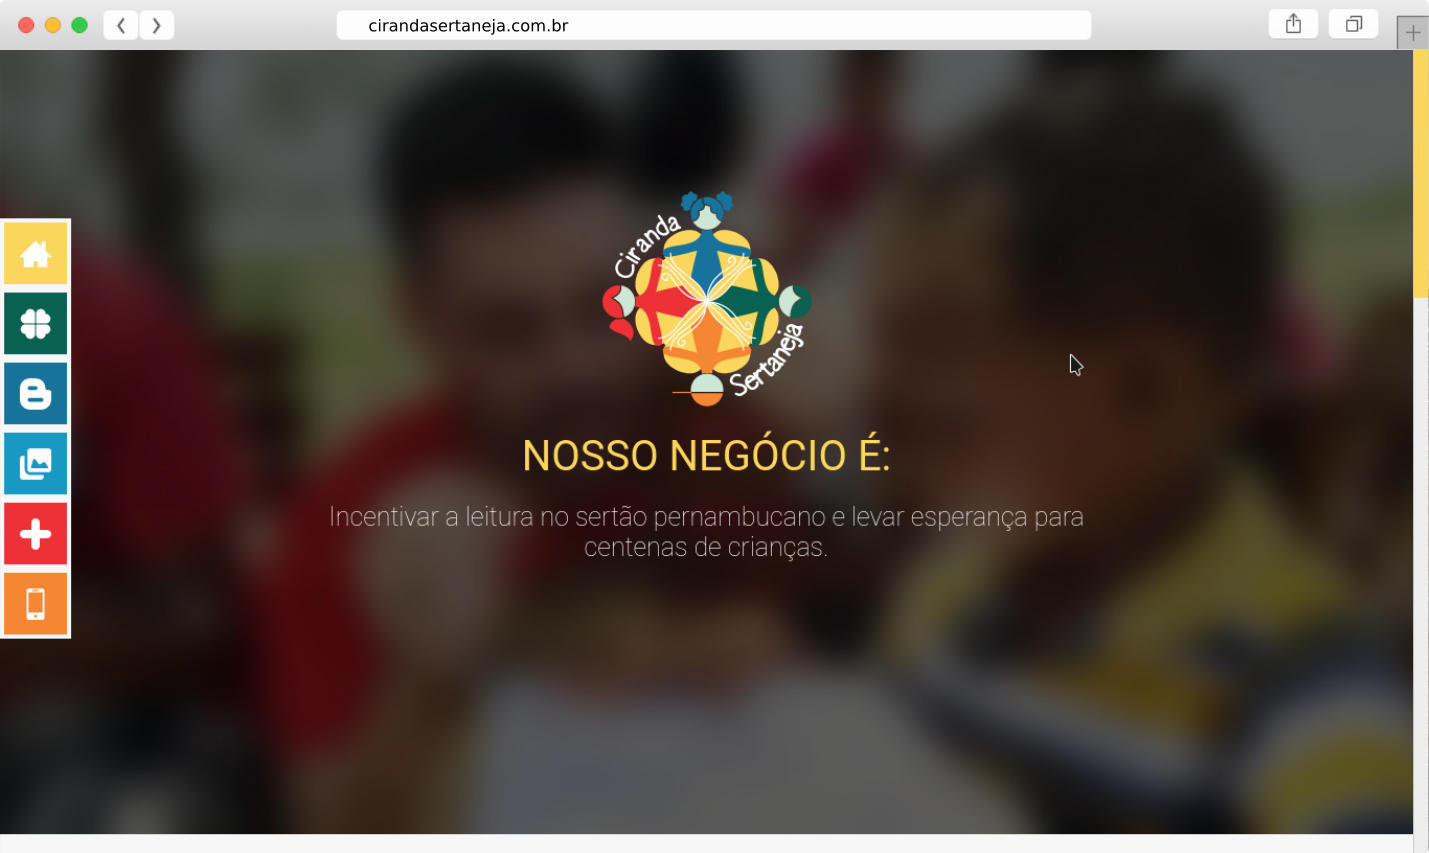 cirandasertaneja.com.br
Ciranda
Sertaneja
NOSSO NEGÓCIO É:
Incentivar a leitura no sertão pernambucano e levar esperança para
centenas de crianças.